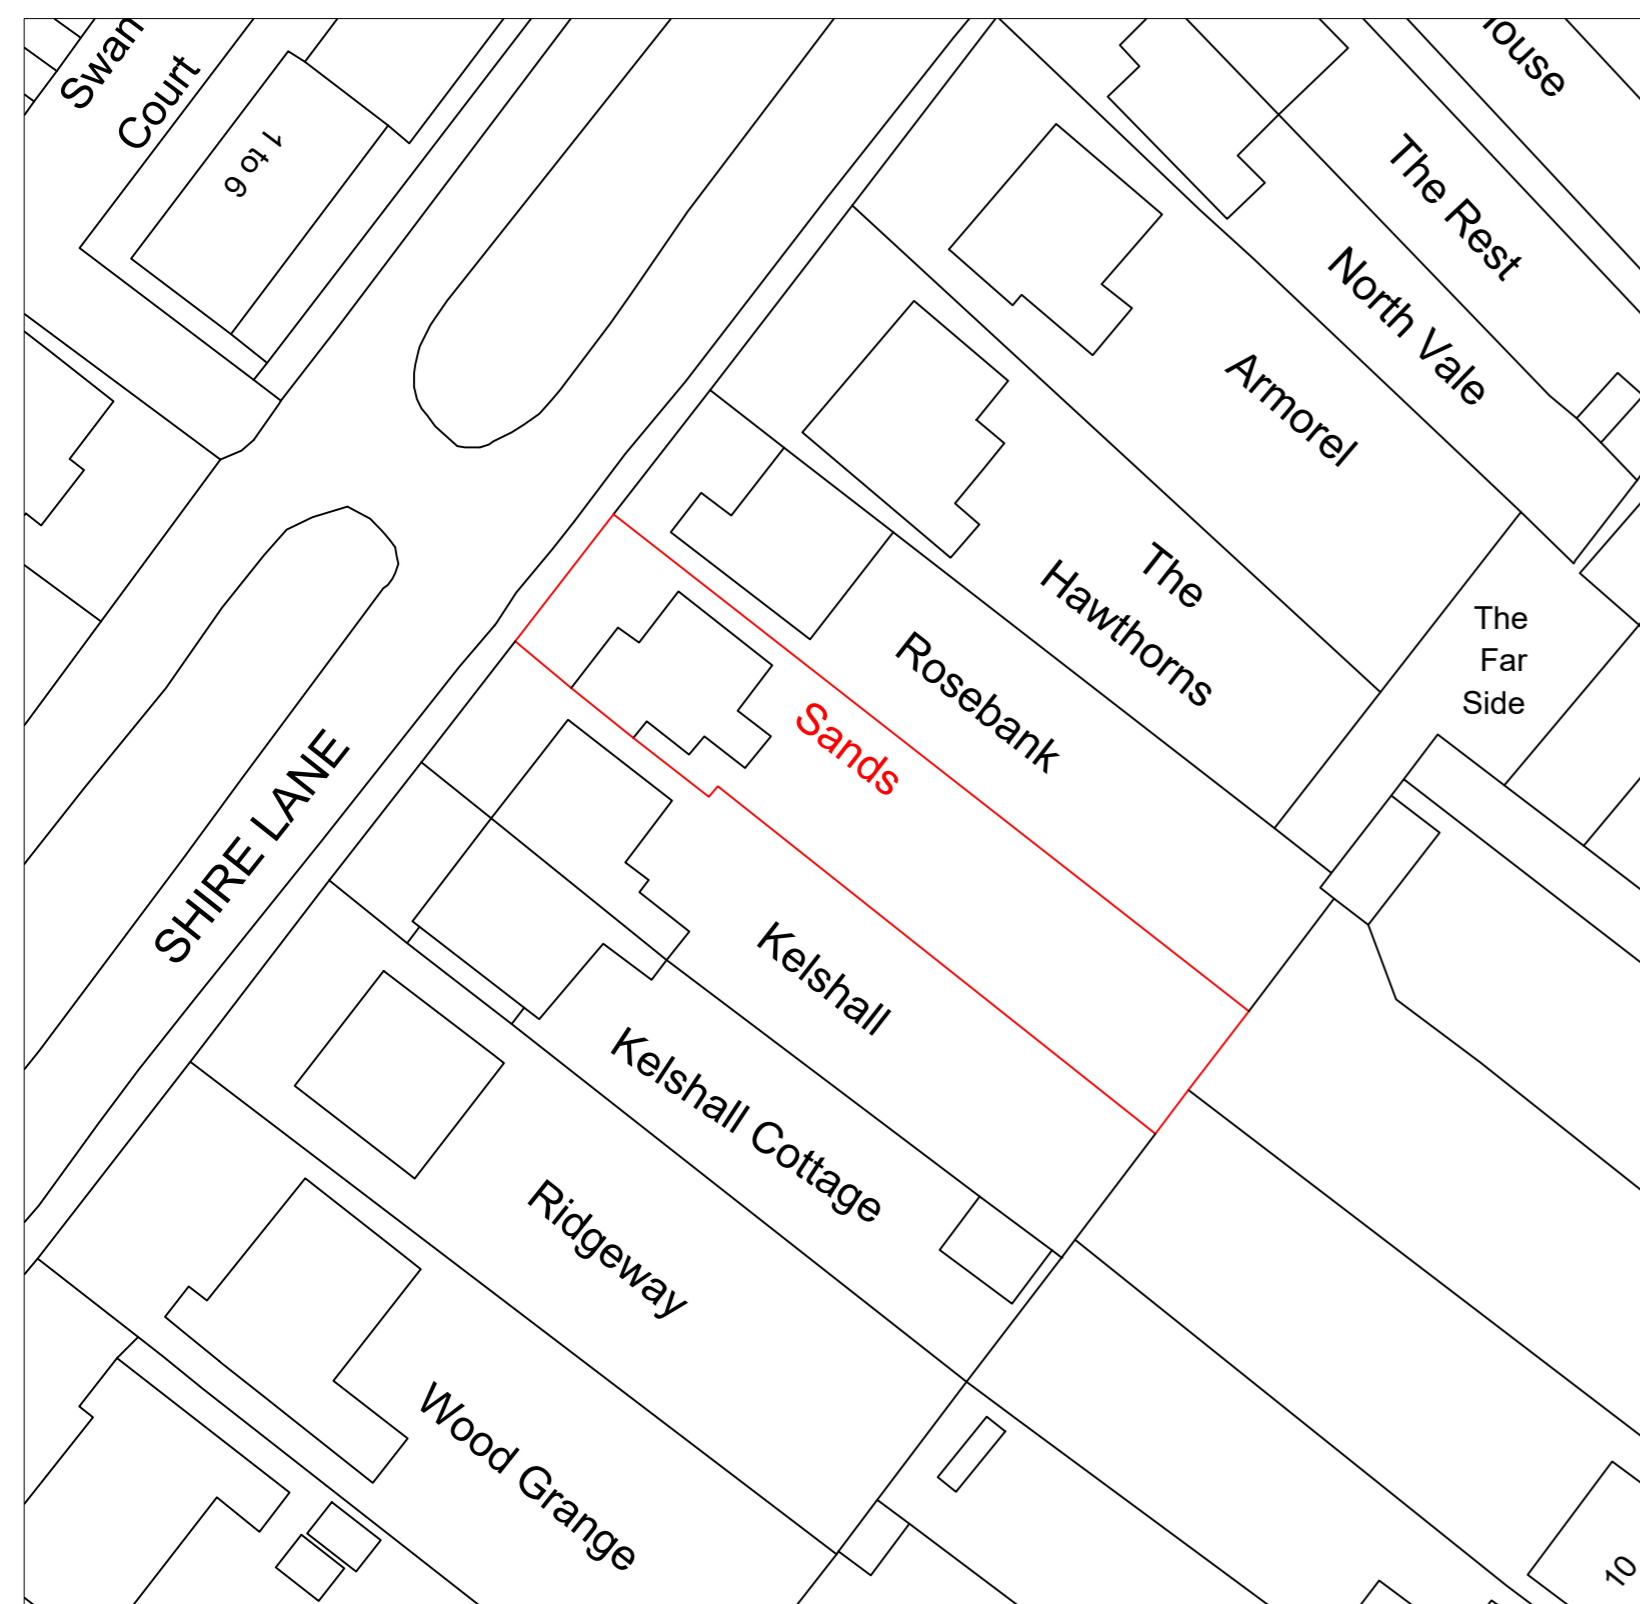 Swan
Court
1 to 6
ouse
The Rest
North Vale
Armorel
The
Hawthorns
The
Far
Side
Rosebank
Sands
SHIRE LANE
Kelshall
Kelshall Cottage
Ridgeway
Wood Grange
10